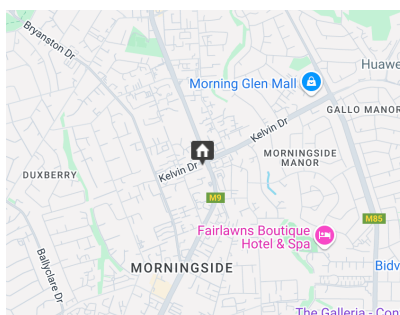 Bryanston Dr
Huawe
Morning Glen Mall
GALLO MANOR
Kelvin Dr
MORNINGSIDE
MANOR
Kelvin Dr
DUXBERRY
M9
M85
Fairlawns Boutique
Hotel & Spa
Ballyclare Dr
MORNINGSIDE
Bidv
The Galleria - Con